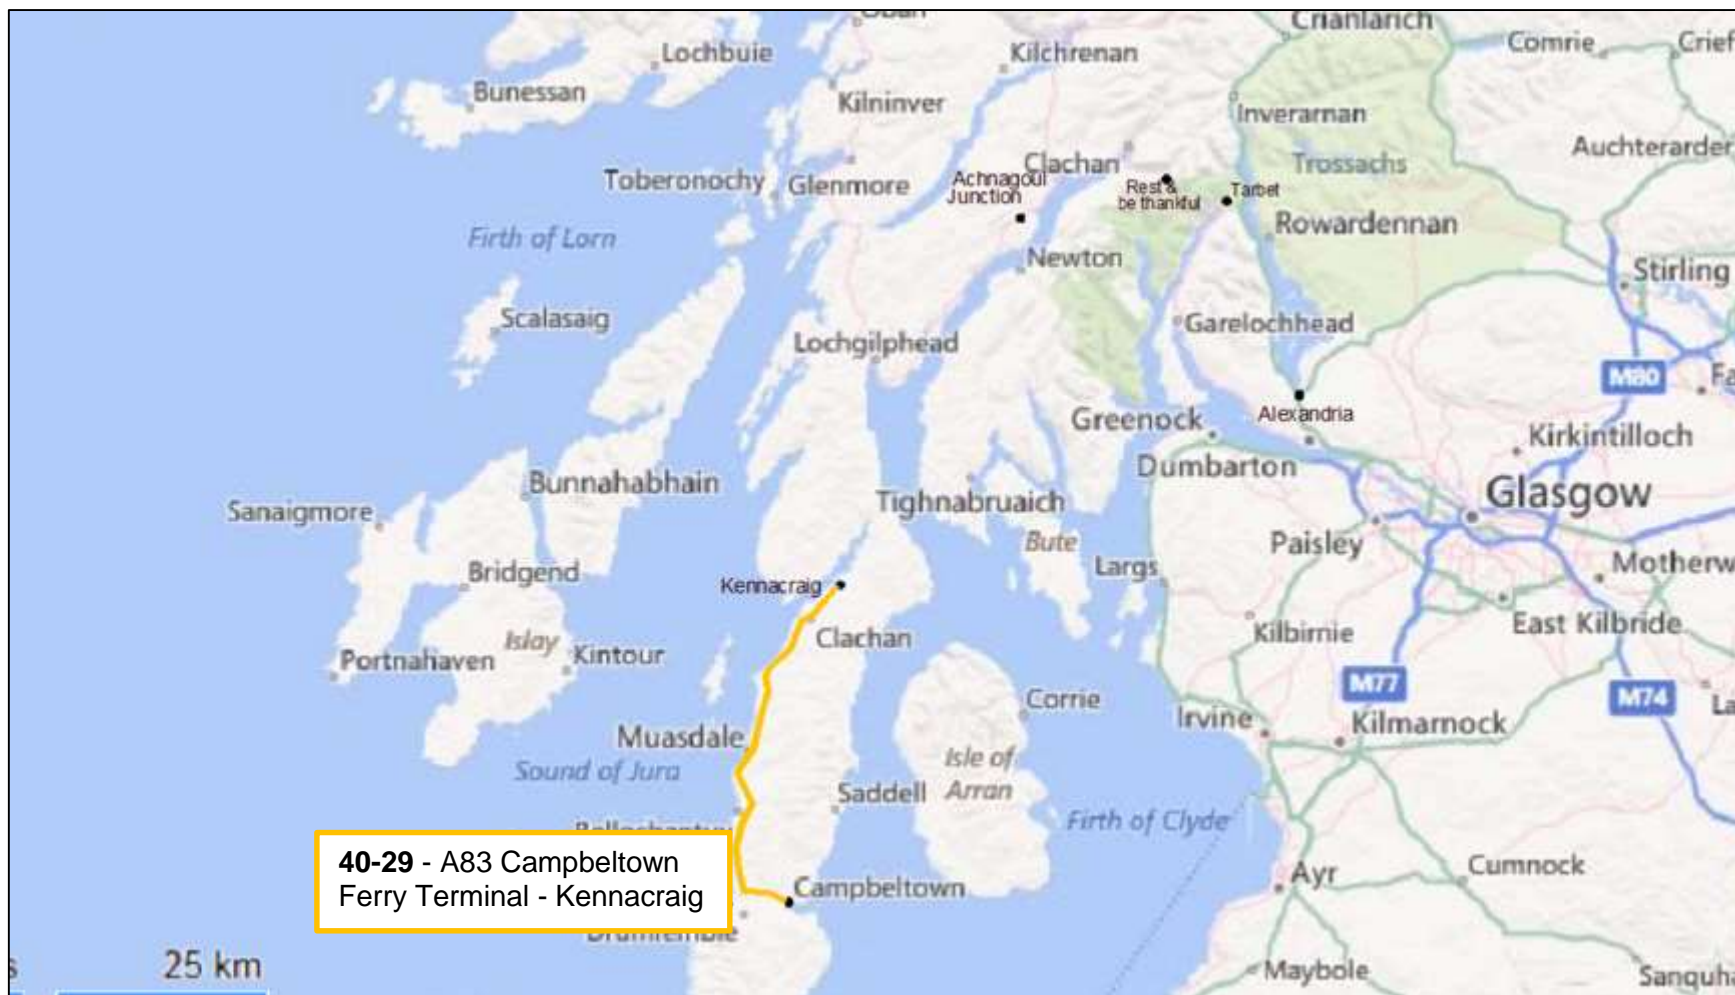 Crianlarich
Comrie
Lochbuie
Kilchrenan
Bunessan
Kilninver
Inverarnan
Auchterarder
Toberonochy
Glenmore
Achnagoul
Junction
Clachan
Rest &
be thankful
Tarbet
Trossachs
Rowardennan
Firth of Lorn
Newton
Stirling
Scalasaig
Garelochhead
Lochgilphead
M80
Alexandria
Greenock
Kirkintilloch
Dumbarton
Glasgow
Bunnahabhain
Sanaigmore
Tighnabruaich
Bute
Paisley
Largs
Motherw
Bridgend
Kennacraig
Clachan
Islay
Kintour
Portnahaven
Kilbirnie
East Kilbride
M77
M74
Corrie
Irvine
Kilmarnock
La
Muasdale
Sound of Jura
Isle of
Arran
Saddell
Firth of Clyde
40-29 - A83 Campbeltown
Ferry Terminal - Kennacraig
Campbeltown
Ayr
Cumnock
25 km
Maybole
Sanquha